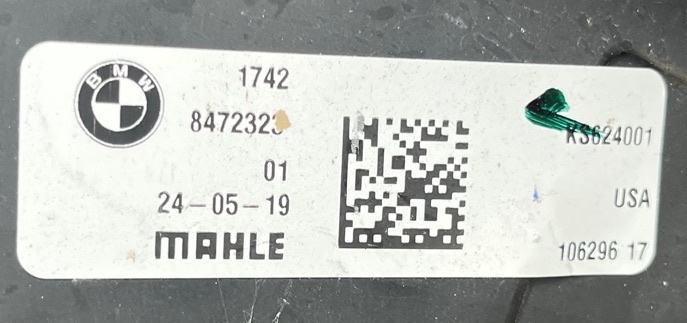 BMW
1742
8472323
01
24-05-19
MAHLE
KS624001
USA
106296 17